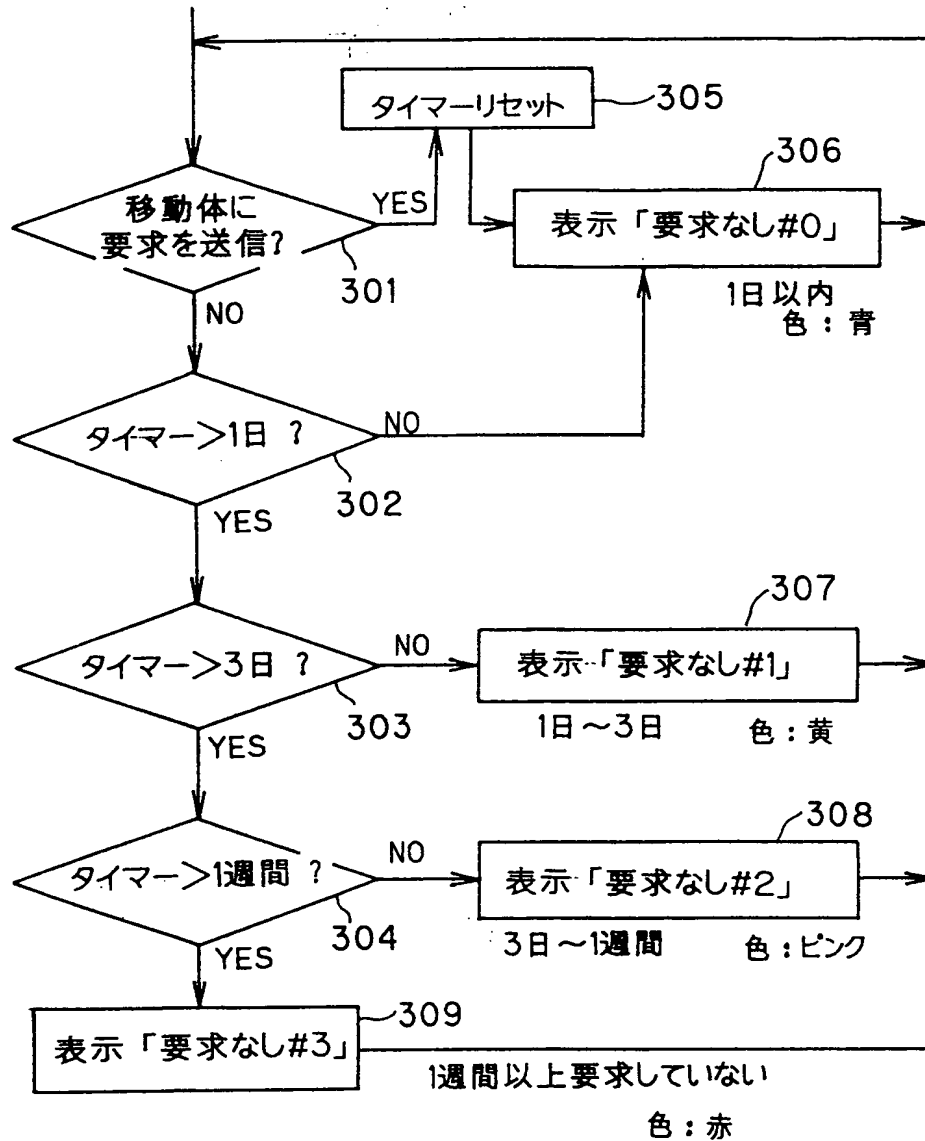 タイマーリセット
305
306
移動体に
要求を送信?
YES
表示「要求なし#0」
301
1日以内
色:青
NO
タイマー>1日 ?
NO
302
YES
307
タイマー>3日 ?
NO
表示「要求なし#1」
303
1日~3日
色:黄
YES
308
タイマー>1週間 ?
NO
表示「要求なし#2」
304
3日~1週間
色:ピンク
YES
309
表示「要求なし#3」
1週間以上要求していない
色:赤